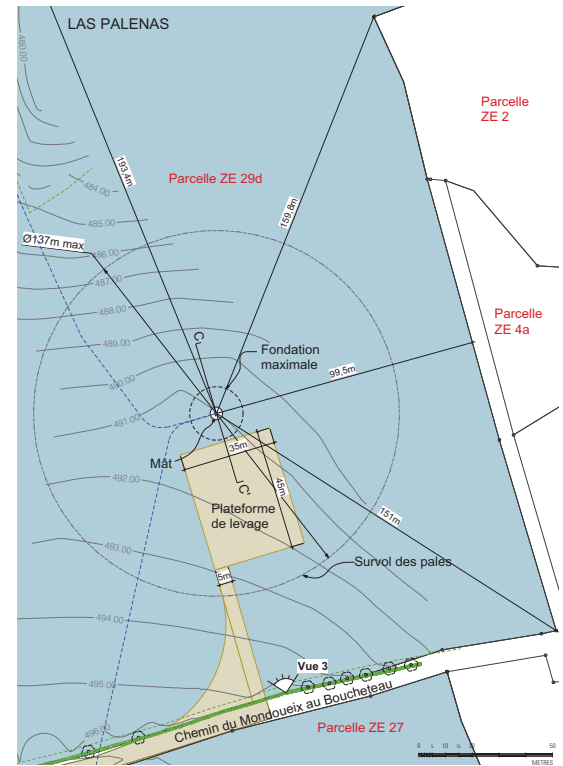 LAS PALENAS
480.00
Parcelle
ZE 2
193,4m
Parcelle ZE 29d
484.00
159,8m
485.00
Ø137m max
486.00
487.00
488.00
Parcelle
ZE 4a
489.00
C
Fondation
maximale
490.00
99,5m
491.00
35m
Mât
492.00
C'
45m
Plateforme
de levage
151m
493.00
Survol des pales
5m
494.00
Vue 3
495.00
Chemin du Mondoueix au Boucheteau
496.00
Parcelle ZE 27
0
5
10
50
METRES